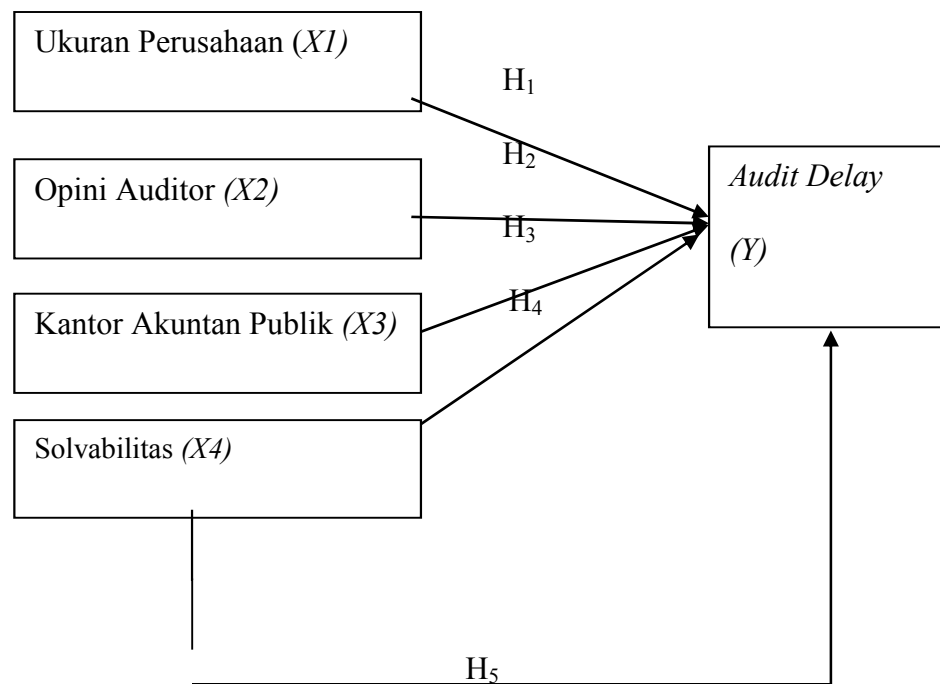 Ukuran Perusahaan (X1)
H1
H2
Opini Auditor (X2)
H3
Kantor Akuntan Publik (X3)
H4
Solvabilitas (X4)
Audit Delay
(Y)
H5